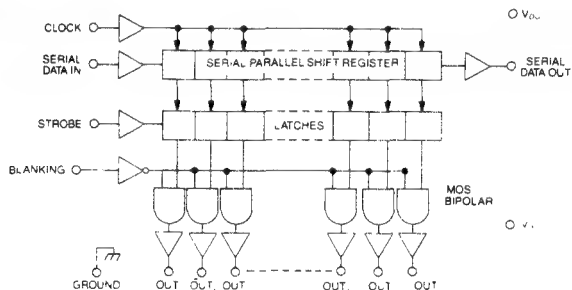 CLOCK
SERIAL DATA IN
SERIAL PARALLEL SHIFT REGISTER
SERIAL DATA OUT
STROBE
LATCHES
BLANKING
MOS
BIPOLAR
GROUND
OUT
OUT
OUT
OUT
OUT
OUT